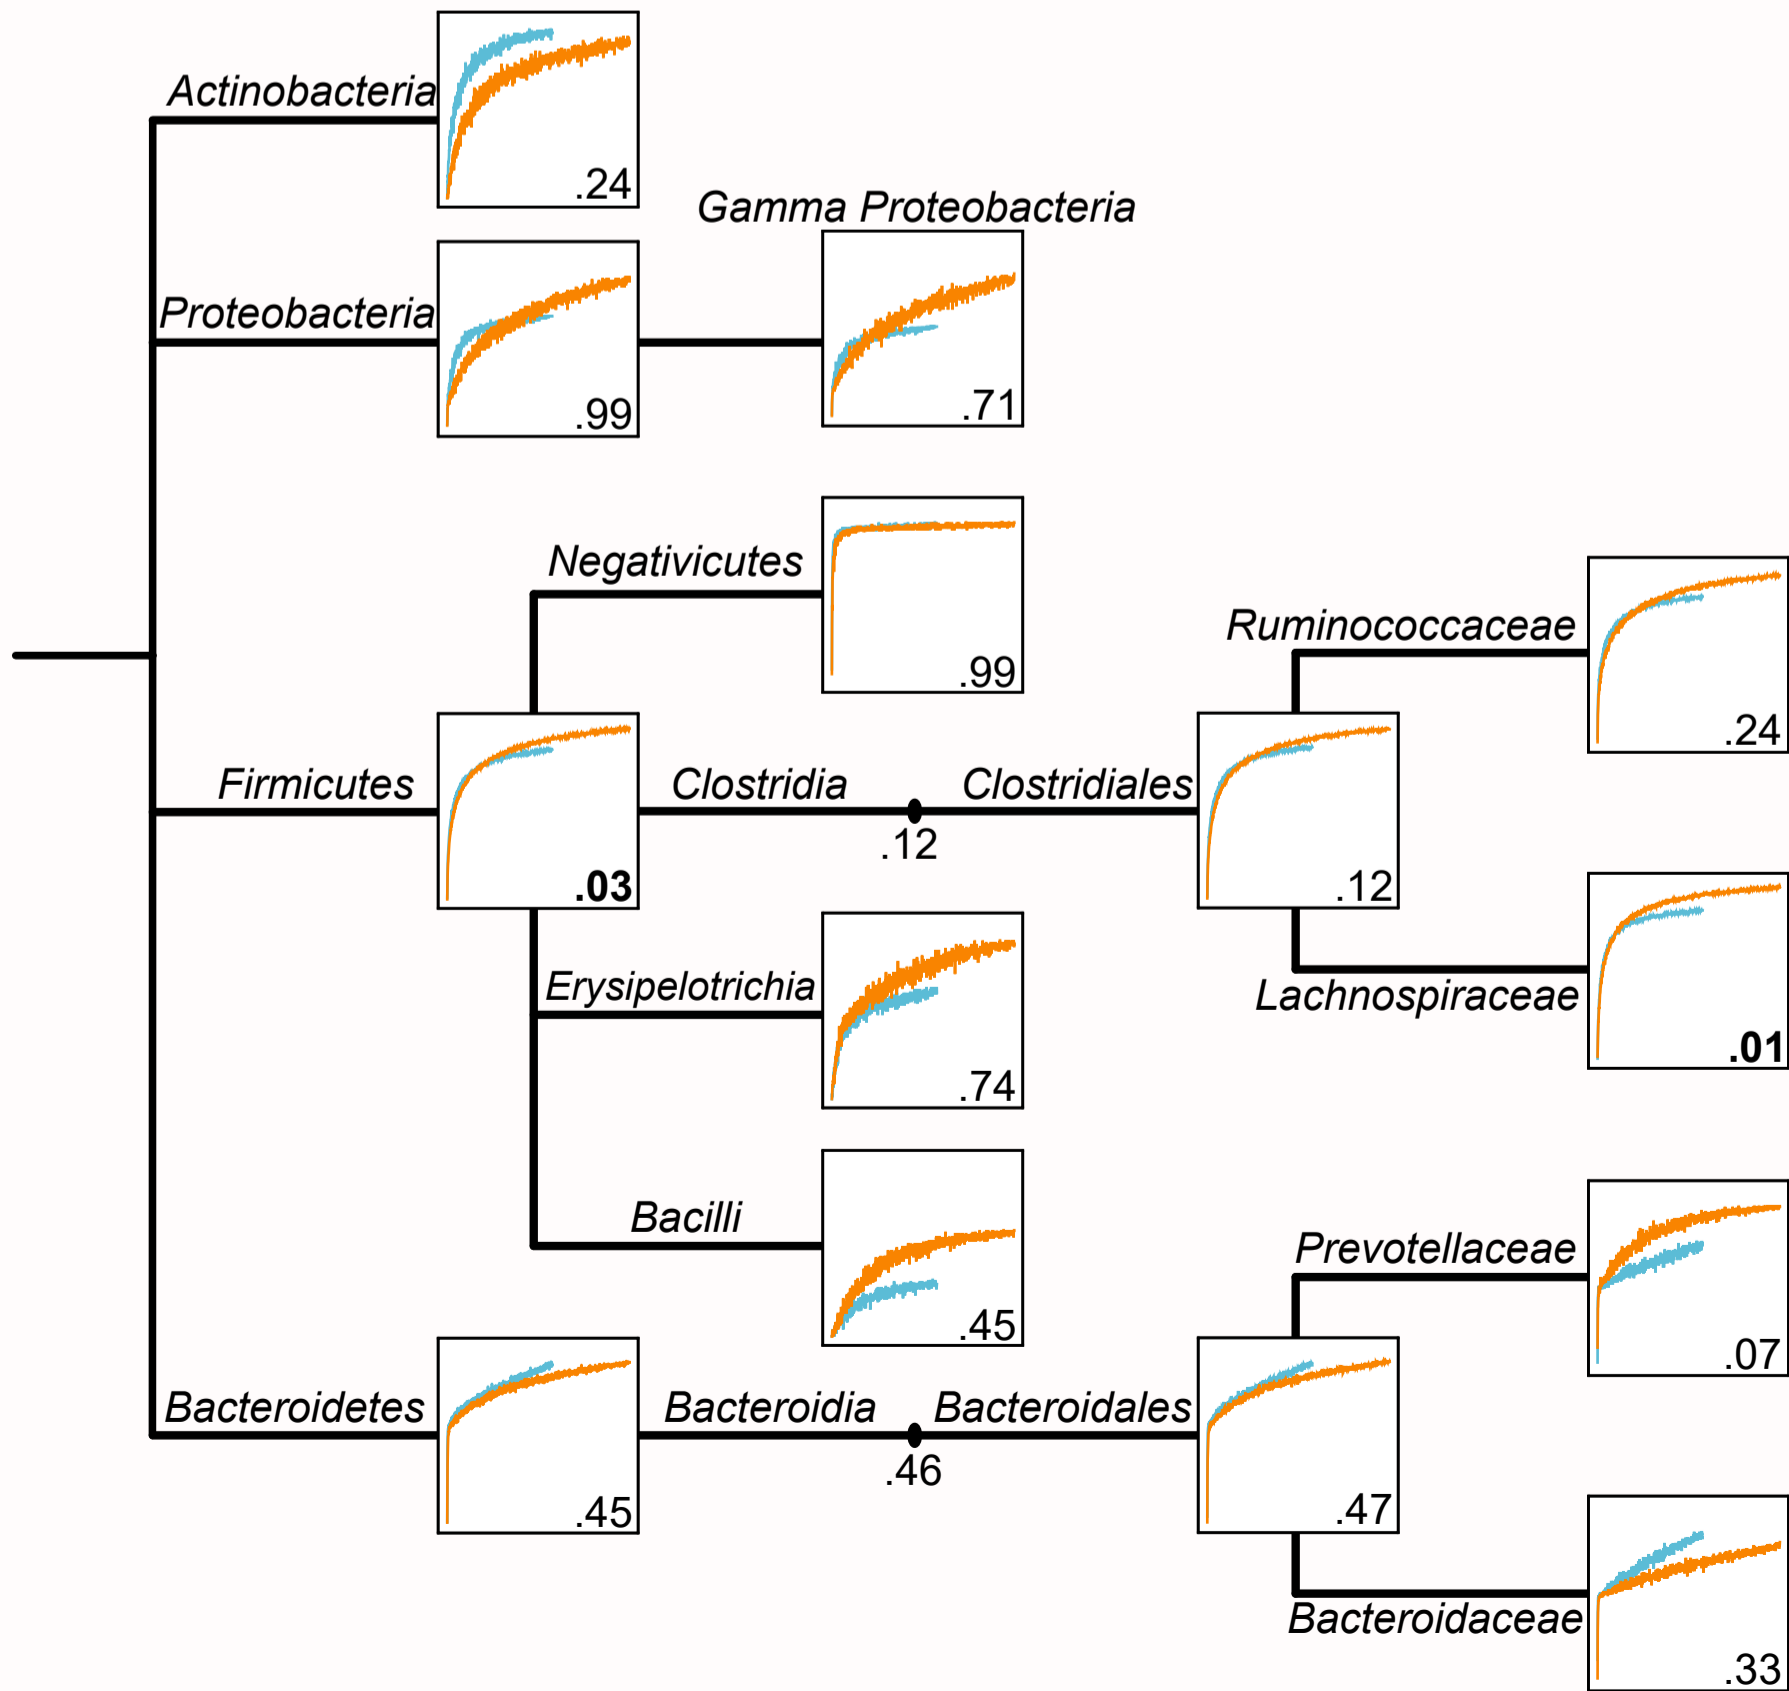 Actinobacteria
.24
Gamma Proteobacteria
Proteobacteria
.99
.71
Negativicutes
.99
Ruminococcaceae
.24
Firmicutes
Clostridia
Clostridiales
.12
.03
.12
Erysipelotrichia
.74
Lachnospiraceae
.01
Bacilli
.45
Prevotellaceae
.07
Bacteroidetes
Bacteroidia
Bacteroidales
.46
.45
.47
Bacteroidaceae
.33